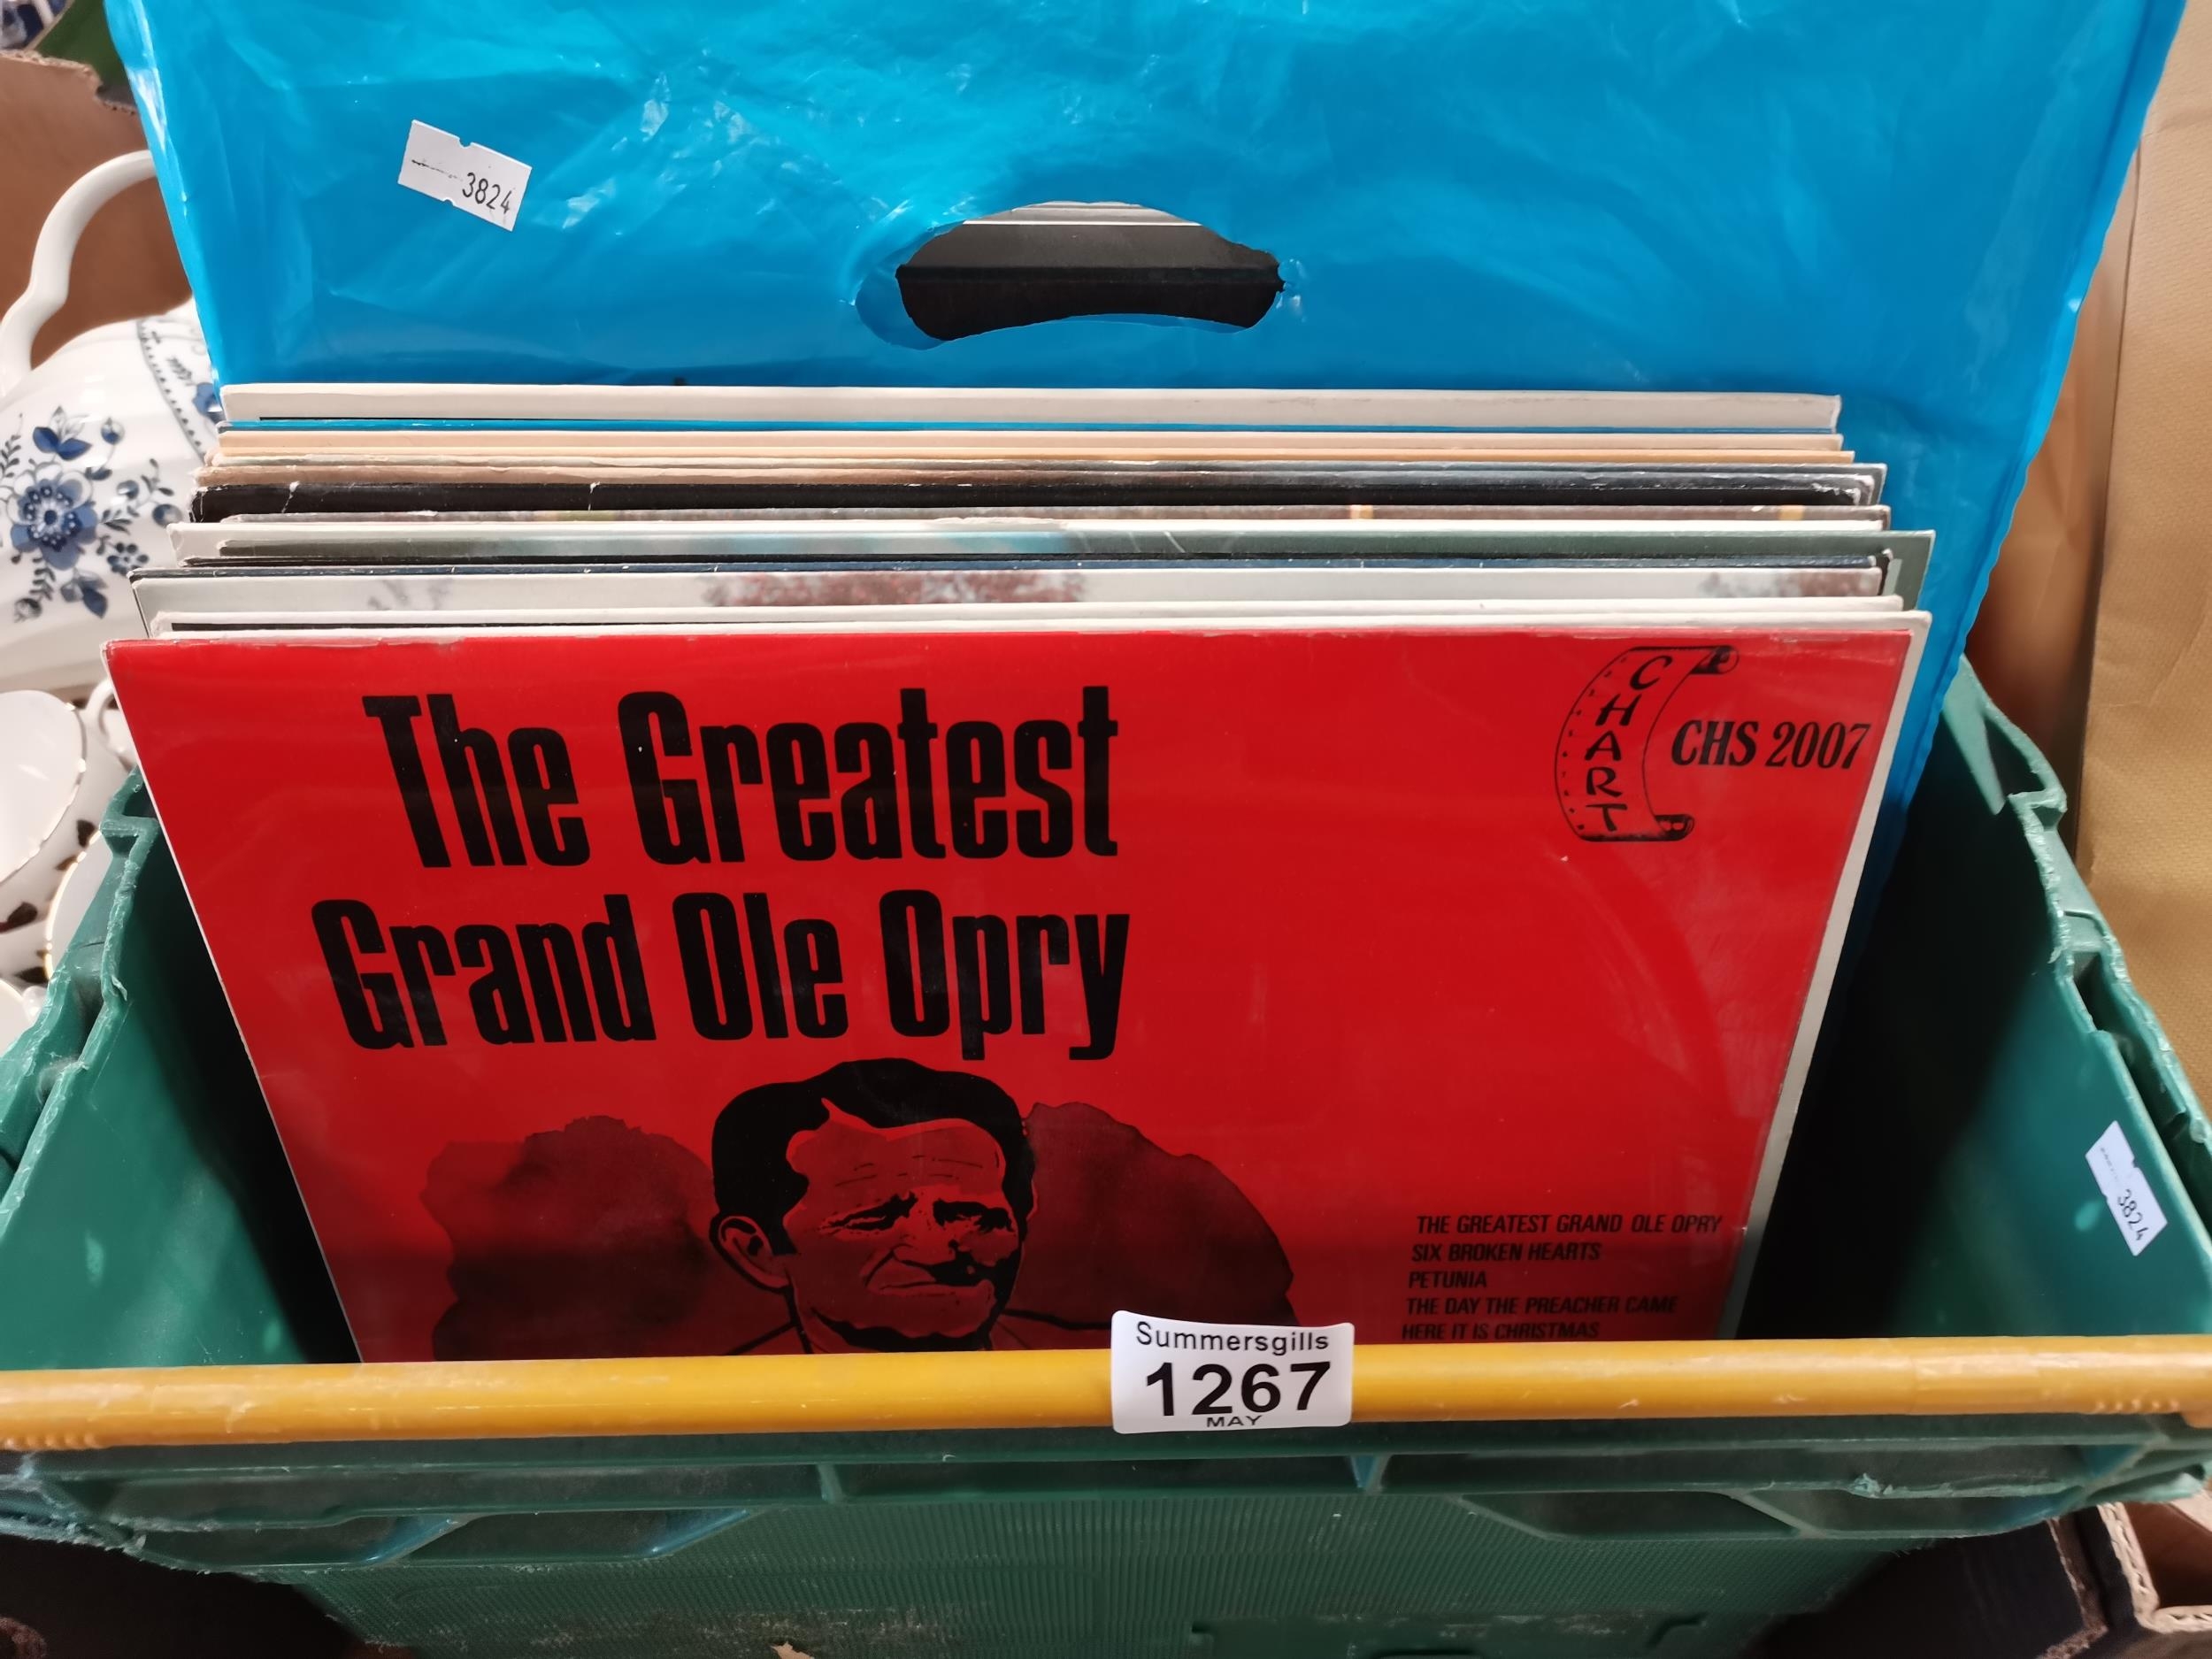 3824
The Greatest
Grand Ole Opry
CHART
CHS 2007
THE GREATEST GRAND OLE OPRY
SIX BROKEN HEARTS
PETUNIA
THE DAY THE PREACHER CAME
HERE IT IS CHRISTMAS
3824
Summersgills
1267
MAY